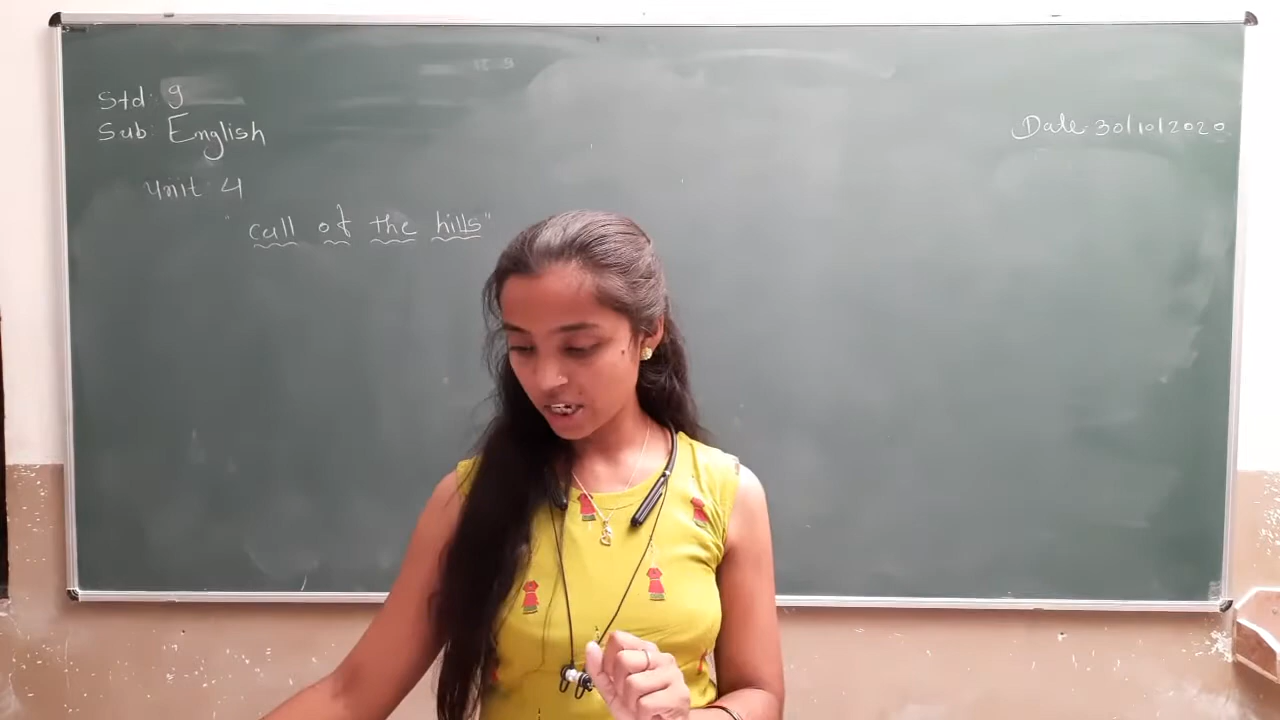 Std: 9
Sub: English
Date: 30/10/2020
Unit: 4
"call of the hills"